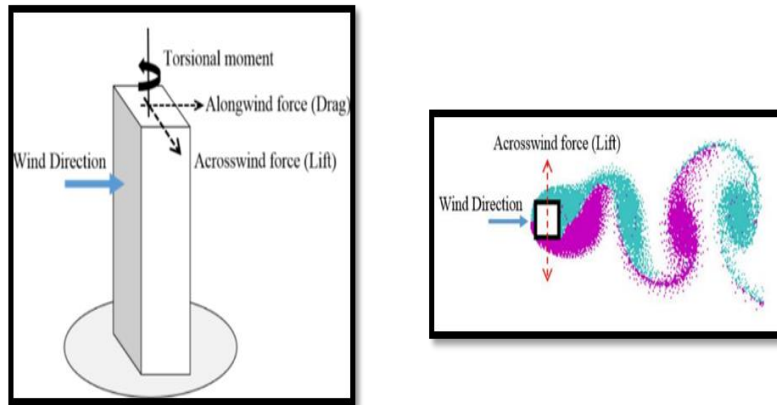 Torsional moment
Alongwind force (Drag)
Wind Direction
Acrosswind force (Lift)
Acrosswind force (Lift)
Wind Direction